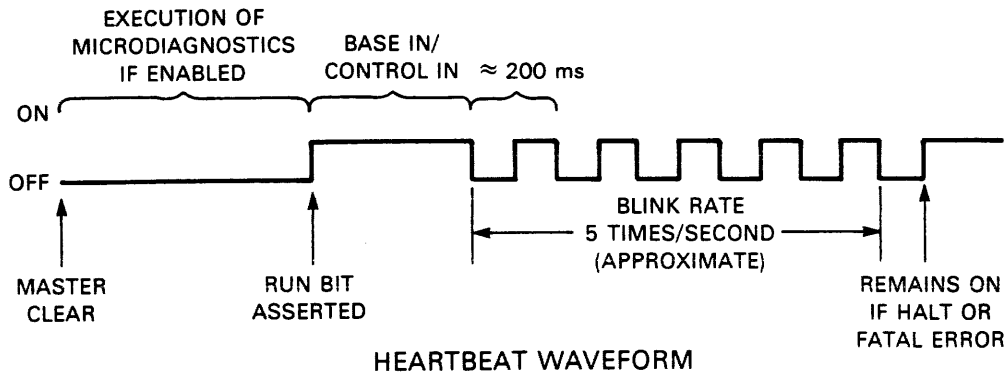 EXECUTION OF
MICRODIAGNOSTICS
IF ENABLED
BASE IN/
CONTROL IN
≈ 200 ms
ON
OFF
BLINK RATE
5 TIMES/SECOND
(APPROXIMATE)
MASTER
CLEAR
RUN BIT
ASSERTED
REMAINS ON
IF HALT OR
FATAL ERROR
HEARTBEAT WAVEFORM